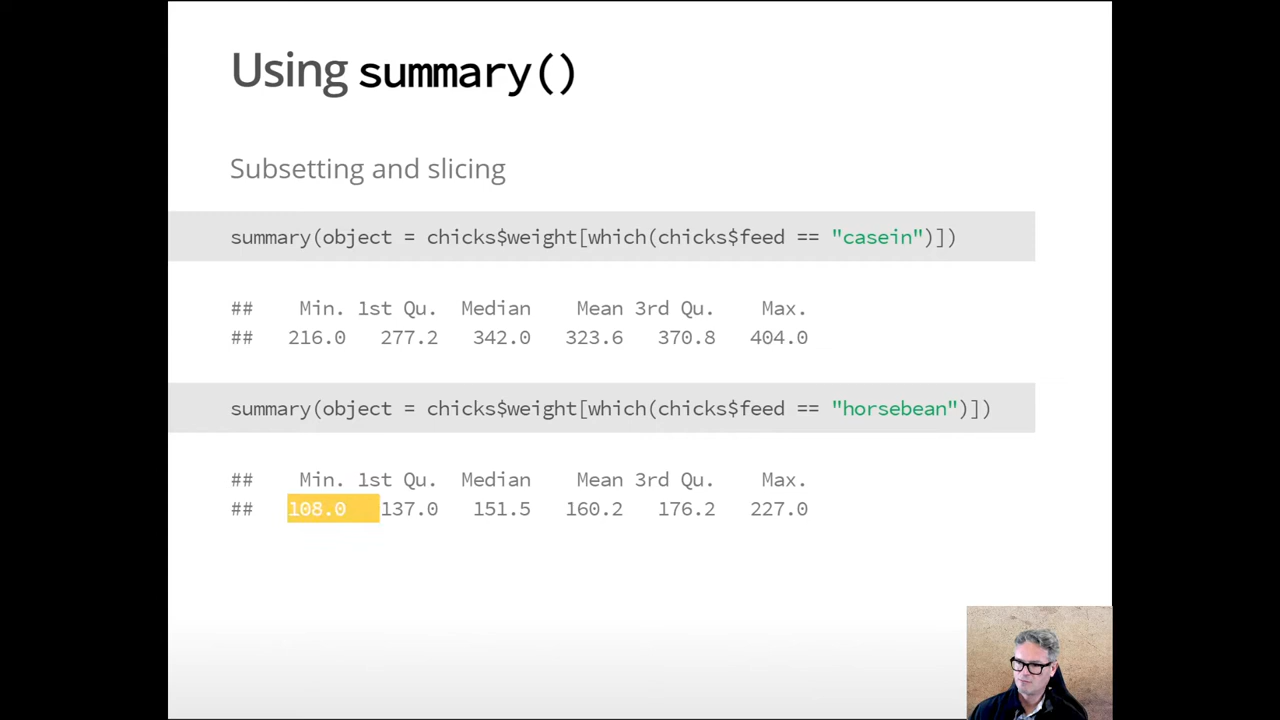 Using summary()
Subsetting and slicing
summary(object = chicks$weight[which(chicks$feed == "casein")])
## Min. 1st Qu. Median Mean 3rd Qu. Max.
## 216.0 277.2 342.0 323.6 370.8 404.0
summary(object = chicks$weight[which(chicks$feed == "horsebean")])
## Min. 1st Qu. Median Mean 3rd Qu. Max.
## 108.0 137.0 151.5 160.2 176.2 227.0